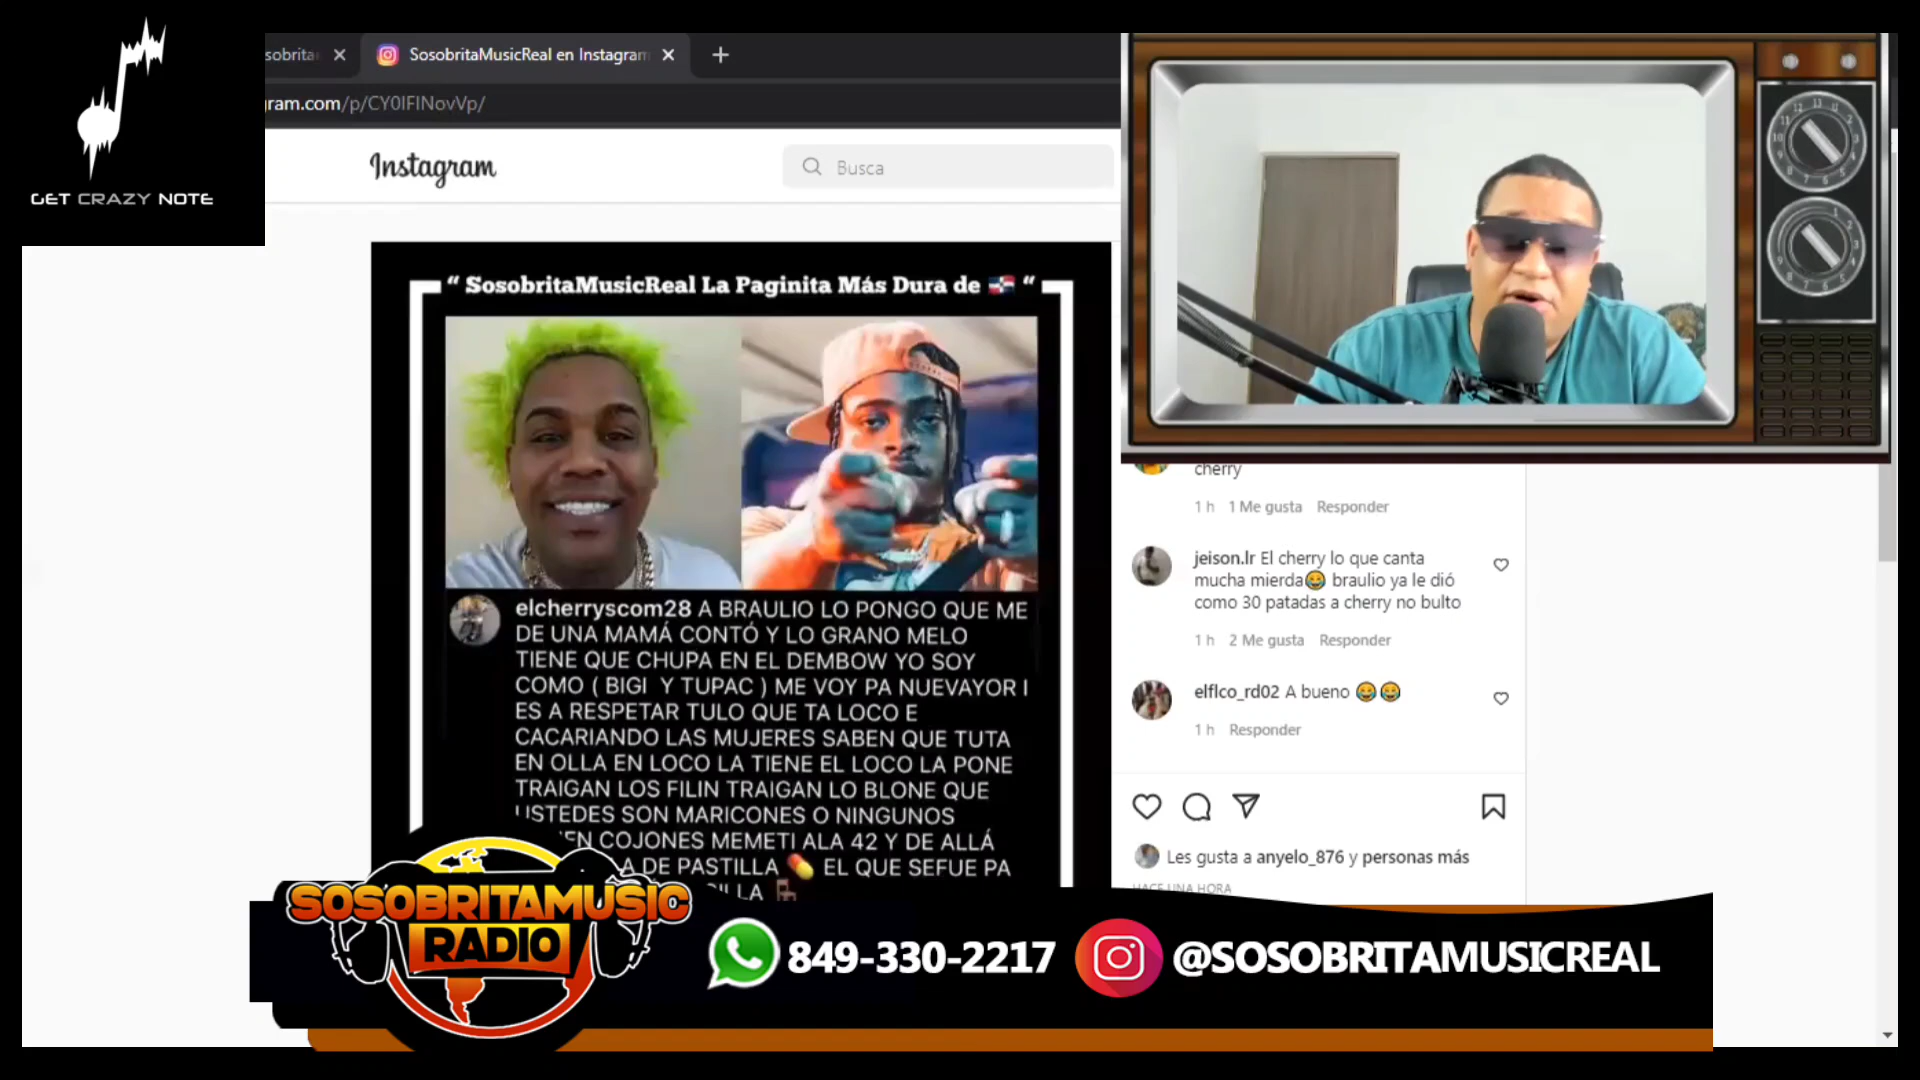 GET CRAZY NOTE
sobrita
SosobritaMusicReal en Instagram
ram.com/p/CY0IFINovVp/
Instagram
Busca
“ SosobritaMusicReal La Paginita Más Dura de “
elcherryscom28 A BRAULIO LO PONGO QUE ME
DE UNA MAMÁ CONTÓ Y LO GRANO MELO
TIENE QUE CHUPA EN EL DEMBOW YO SOY
COMO ( BIGI Y TUPAC ) ME VOY PA NUEVAYOR I
ES A RESPETAR TULO QUE TA LOCO E
CACARIANDO LAS MUJERES SABEN QUE TUTA
EN OLLA EN LOCO LA TIENE EL LOCO LA PONE
TRAIGAN LOS FILIN TRAIGAN LO BLONE QUE
USTEDES SON MARICONES O NINGUNOS
COJONES MEMETI ALA 42 Y DE ALLÁ
A DE PASTILLA 💊 EL QUE SEFUE PA
cherry
1 h 1 Me gusta Responder
jeison.lr El cherry lo que canta
mucha mierda😂 braulio ya le dió
como 30 patadas a cherry no bulto
1 h 2 Me gusta Responder
elflco_rd02 A bueno 😂😂
1 h Responder
Les gusta a anyelo_876 y personas más
HACE UNA HORA
SOSOBRITAMUSIC
RADIO
849-330-2217
@SOSOBRITAMUSICREAL